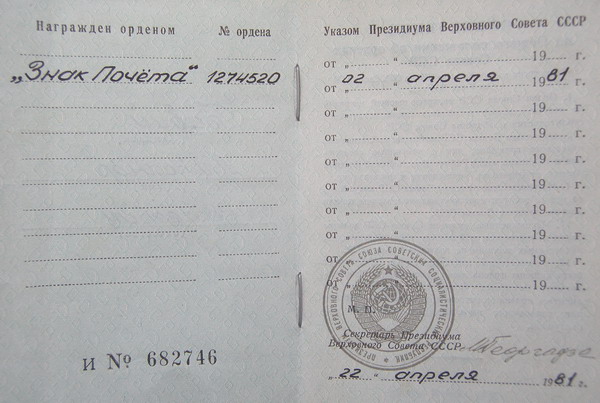 Награжден орденом № ордена
„Знак Почёта“ 1274520
И № 682746
Указом Президиума Верховного Совета СССР
от „ “ 19 г.
от „ 02 “ апреля 1981 г.
от „ “ 19 г.
от „ “ 19 г.
от „ “ 19 г.
от „ “ 19 г.
от „ “ 19 г.
от „ “ 19 г.
от „ “ 19 г.
от „ “ 19 г.
М. П.
Секретарь Президиума
Верховного Совета СССР
„ 22 “ апреля 1981 г.